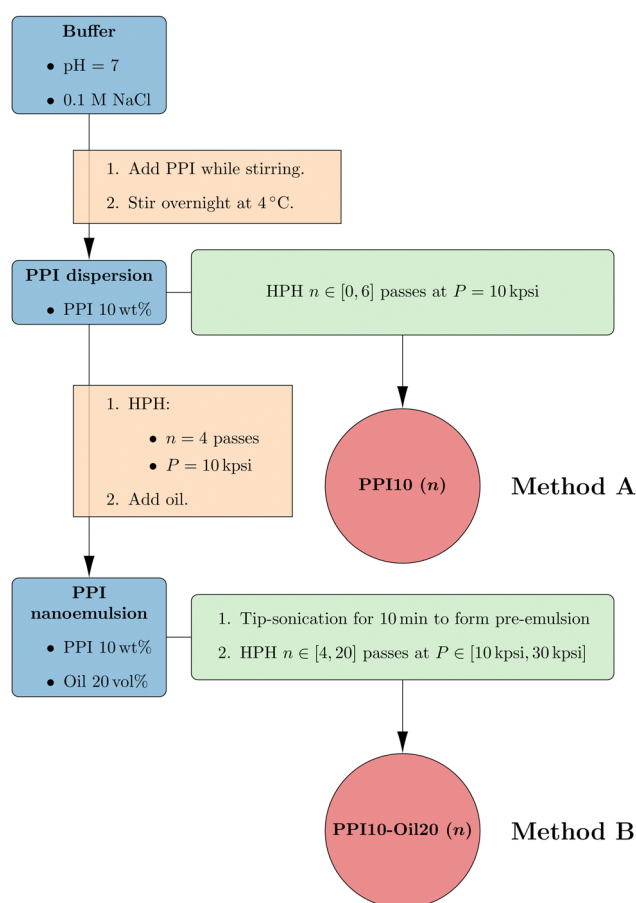 Buffer
• pH = 7
• 0.1 M NaCl
1. Add PPI while stirring.
2. Stir overnight at 4 °C.
PPI dispersion
• PPI 10 wt%
HPH n ∈ [0, 6] passes at P = 10 kpsi
1. HPH:
• n = 4 passes
• P = 10 kpsi
2. Add oil.
PPI10 (n)
Method A
PPI
nanoemulsion
• PPI 10 wt%
• Oil 20 vol%
1. Tip-sonication for 10 min to form pre-emulsion
2. HPH n ∈ [4, 20] passes at P ∈ [10 kpsi, 30 kpsi]
PPI10-Oil20 (n)
Method B